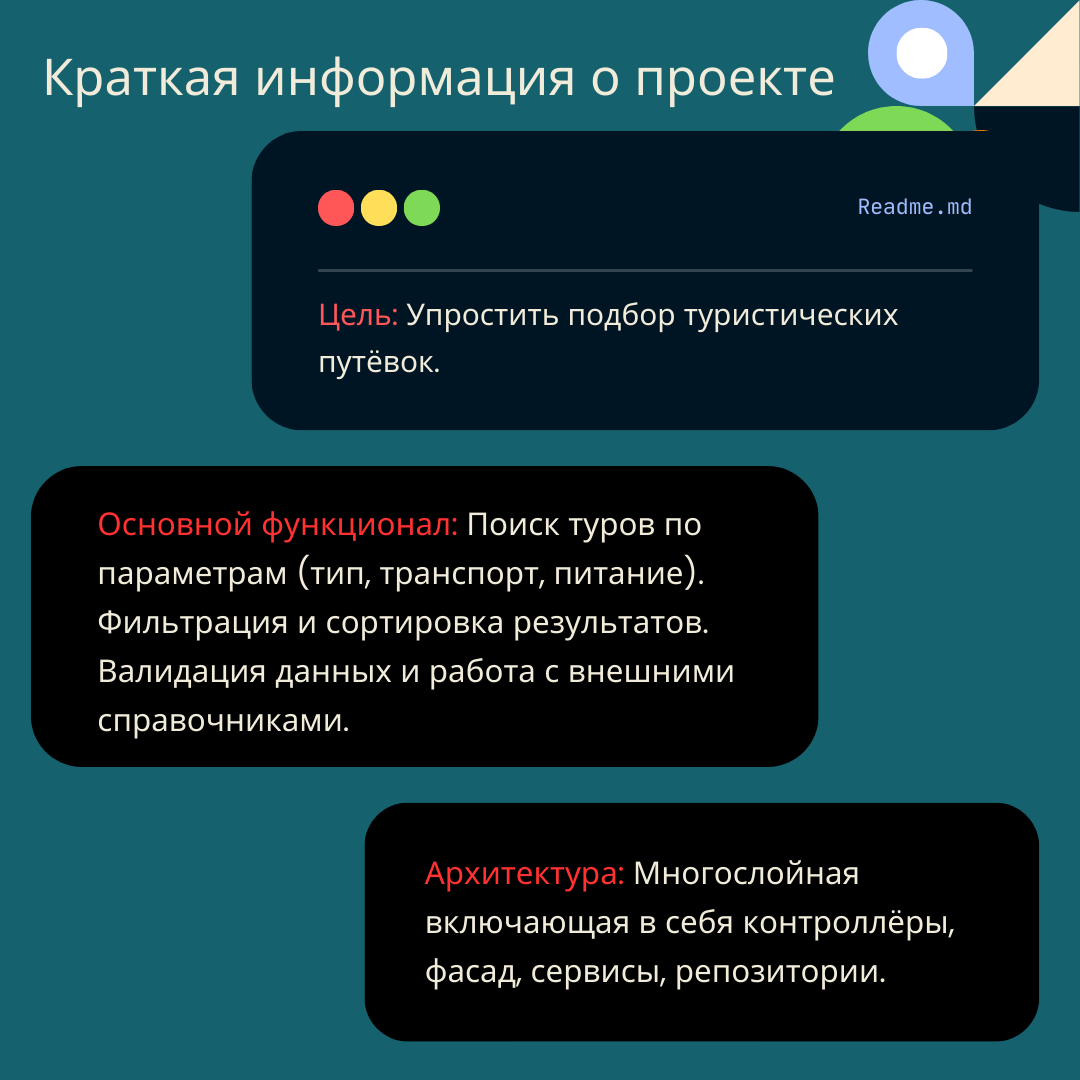 Краткая информация о проекте
Readme.md
Цель: Упростить подбор туристических
путёвок.
Основной функционал: Поиск туров по
параметрам (тип, транспорт, питание).
Фильтрация и сортировка результатов.
Валидация данных и работа с внешними
справочниками.
Архитектура: Многослойная
включающая в себя контроллёры,
фасад, сервисы, репозитории.